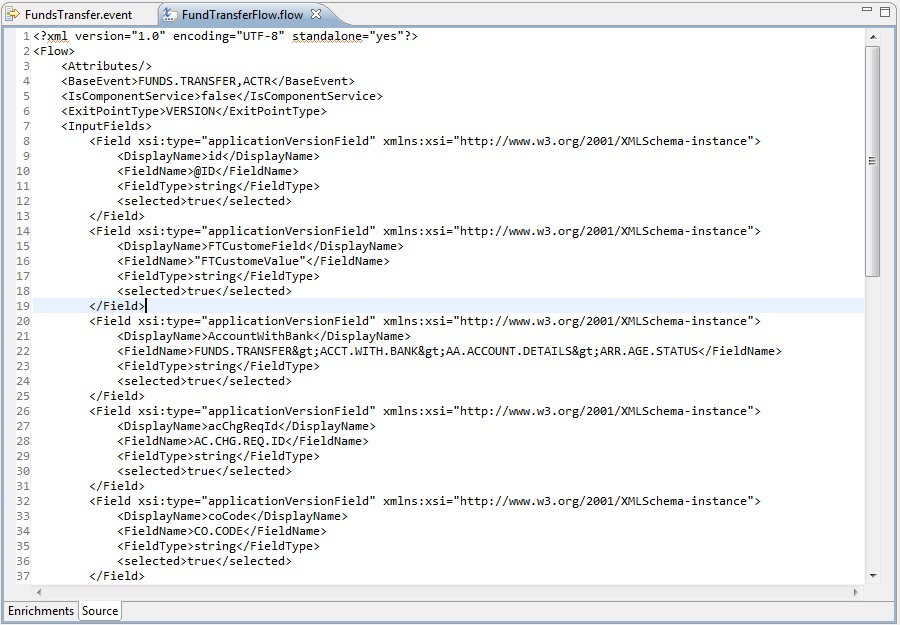 FundsTransfer.event FundTransferFlow.flow
1 <?xml version="1.0" encoding="UTF-8" standalone="yes"?>
2 <Flow>
3 <Attributes/>
4 <BaseEvent>FUNDS.TRANSFER,ACTR</BaseEvent>
5 <IsComponentService>false</IsComponentService>
6 <ExitPointType>VERSION</ExitPointType>
7 <InputFields>
8 <Field xsi:type="applicationVersionField" xmlns:xsi="http://www.w3.org/2001/XMLSchema-instance">
9 <DisplayName>id</DisplayName>
10 <FieldName>@ID</FieldName>
11 <FieldType>string</FieldType>
12 <selected>true</selected>
13 </Field>
14 <Field xsi:type="applicationVersionField" xmlns:xsi="http://www.w3.org/2001/XMLSchema-instance">
15 <DisplayName>FTCustomeField</DisplayName>
16 <FieldName>"FTCustomeValue"</FieldName>
17 <FieldType>string</FieldType>
18 <selected>true</selected>
19 </Field>
20 <Field xsi:type="applicationVersionField" xmlns:xsi="http://www.w3.org/2001/XMLSchema-instance">
21 <DisplayName>AccountWithBank</DisplayName>
22 <FieldName>FUNDS.TRANSFER&gt;ACCT.WITH.BANK&gt;AA.ACCOUNT.DETAILS&gt;ARR.AGE.STATUS</FieldName>
23 <FieldType>string</FieldType>
24 <selected>true</selected>
25 </Field>
26 <Field xsi:type="applicationVersionField" xmlns:xsi="http://www.w3.org/2001/XMLSchema-instance">
27 <DisplayName>acChgReqId</DisplayName>
28 <FieldName>AC.CHG.REQ.ID</FieldName>
29 <FieldType>string</FieldType>
30 <selected>true</selected>
31 </Field>
32 <Field xsi:type="applicationVersionField" xmlns:xsi="http://www.w3.org/2001/XMLSchema-instance">
33 <DisplayName>coCode</DisplayName>
34 <FieldName>CO.CODE</FieldName>
35 <FieldType>string</FieldType>
36 <selected>true</selected>
37 </Field>
Enrichments Source